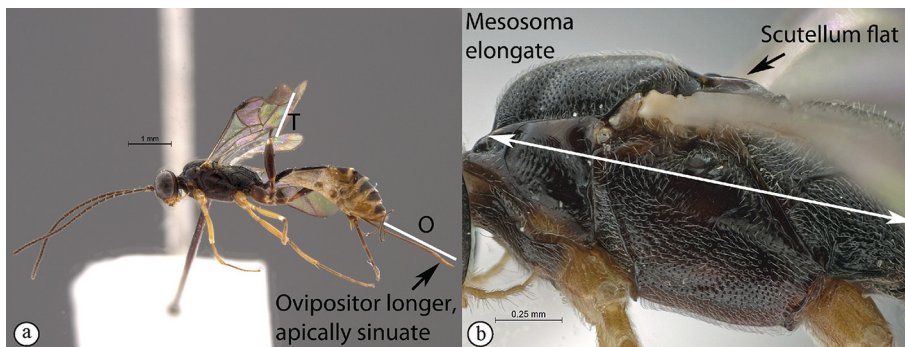 T
1 mm
O
Ovipositor longer,
apically sinuate
a
Mesosoma
elongate
Scutellum flat
0.25 mm
b